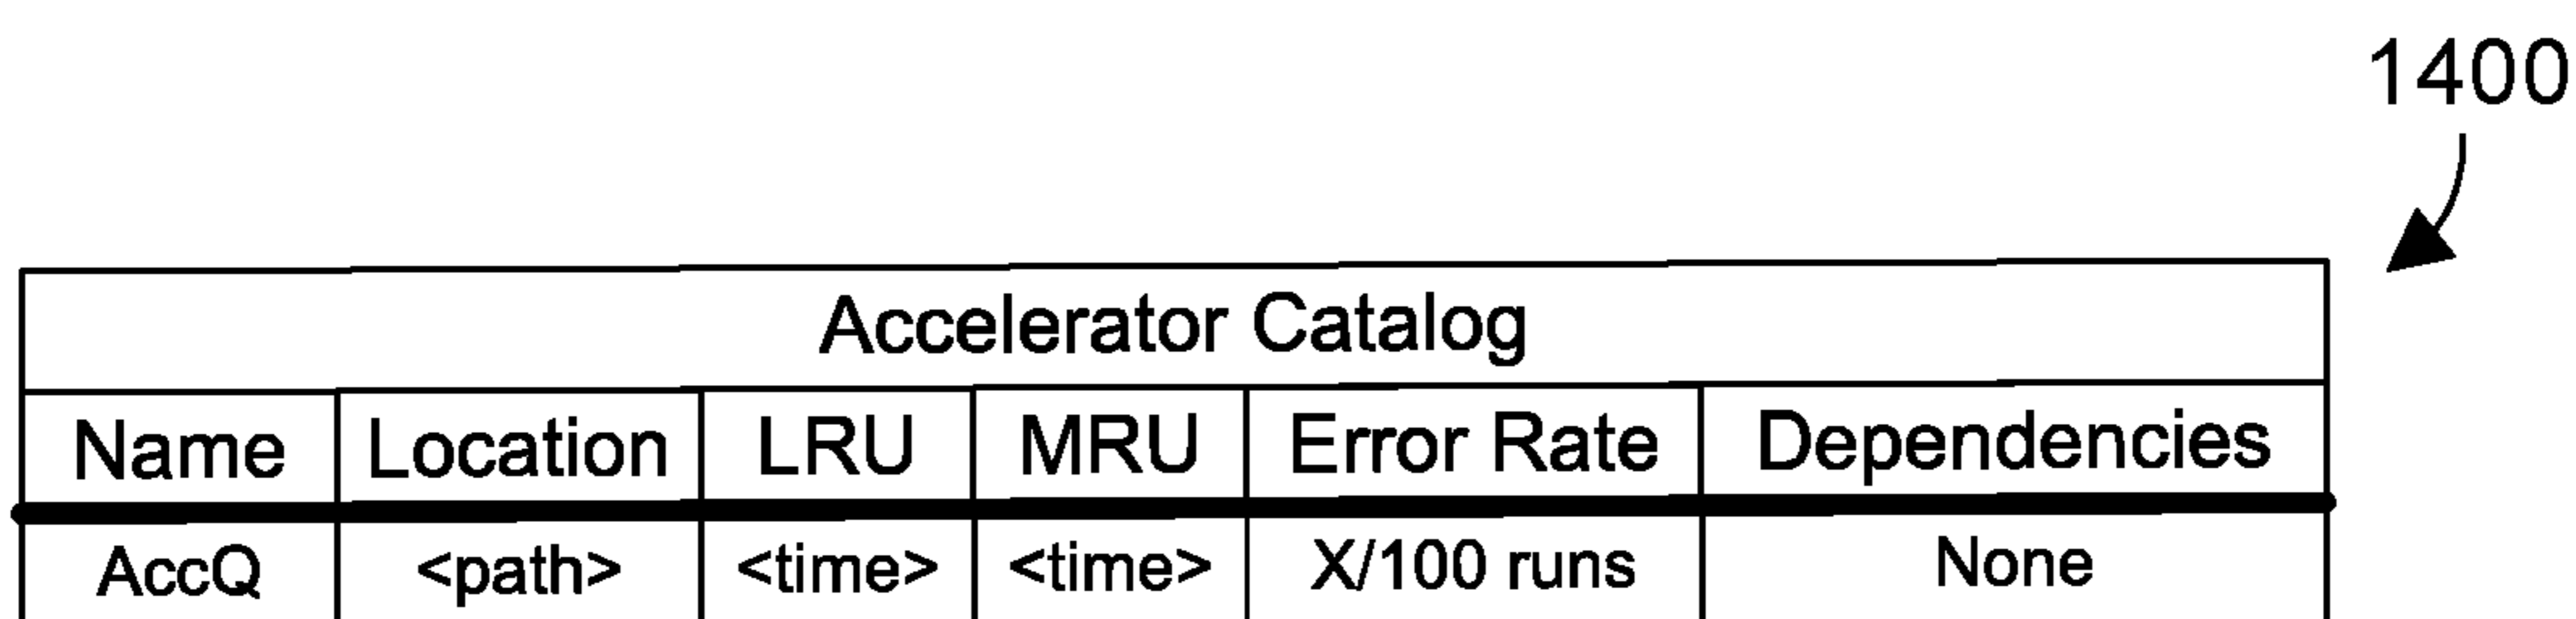 1400
Accelerator Catalog
Name Location LRU MRU Error Rate Dependencies
AccQ <path> <time> <time> X/100 runs None